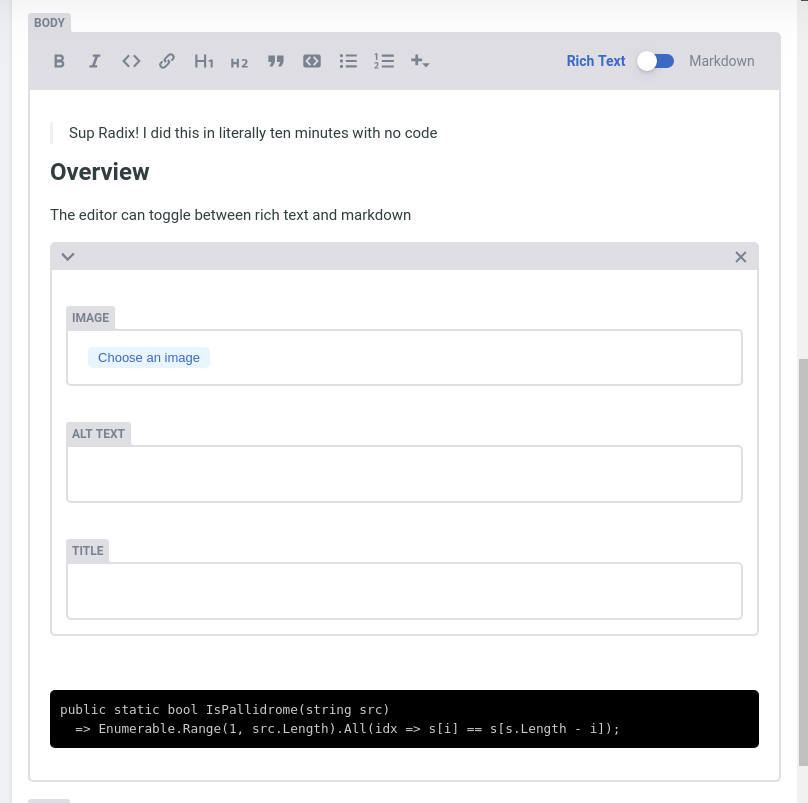 BODY
B I <> H1 H2 Rich Text Markdown
Sup Radix! I did this in literally ten minutes with no code
Overview
The editor can toggle between rich text and markdown
IMAGE
Choose an image
ALT TEXT
TITLE
public static bool IsPallidrome(string src)
=> Enumerable.Range(1, src.Length).All(idx => s[i] == s[s.Length - i]);